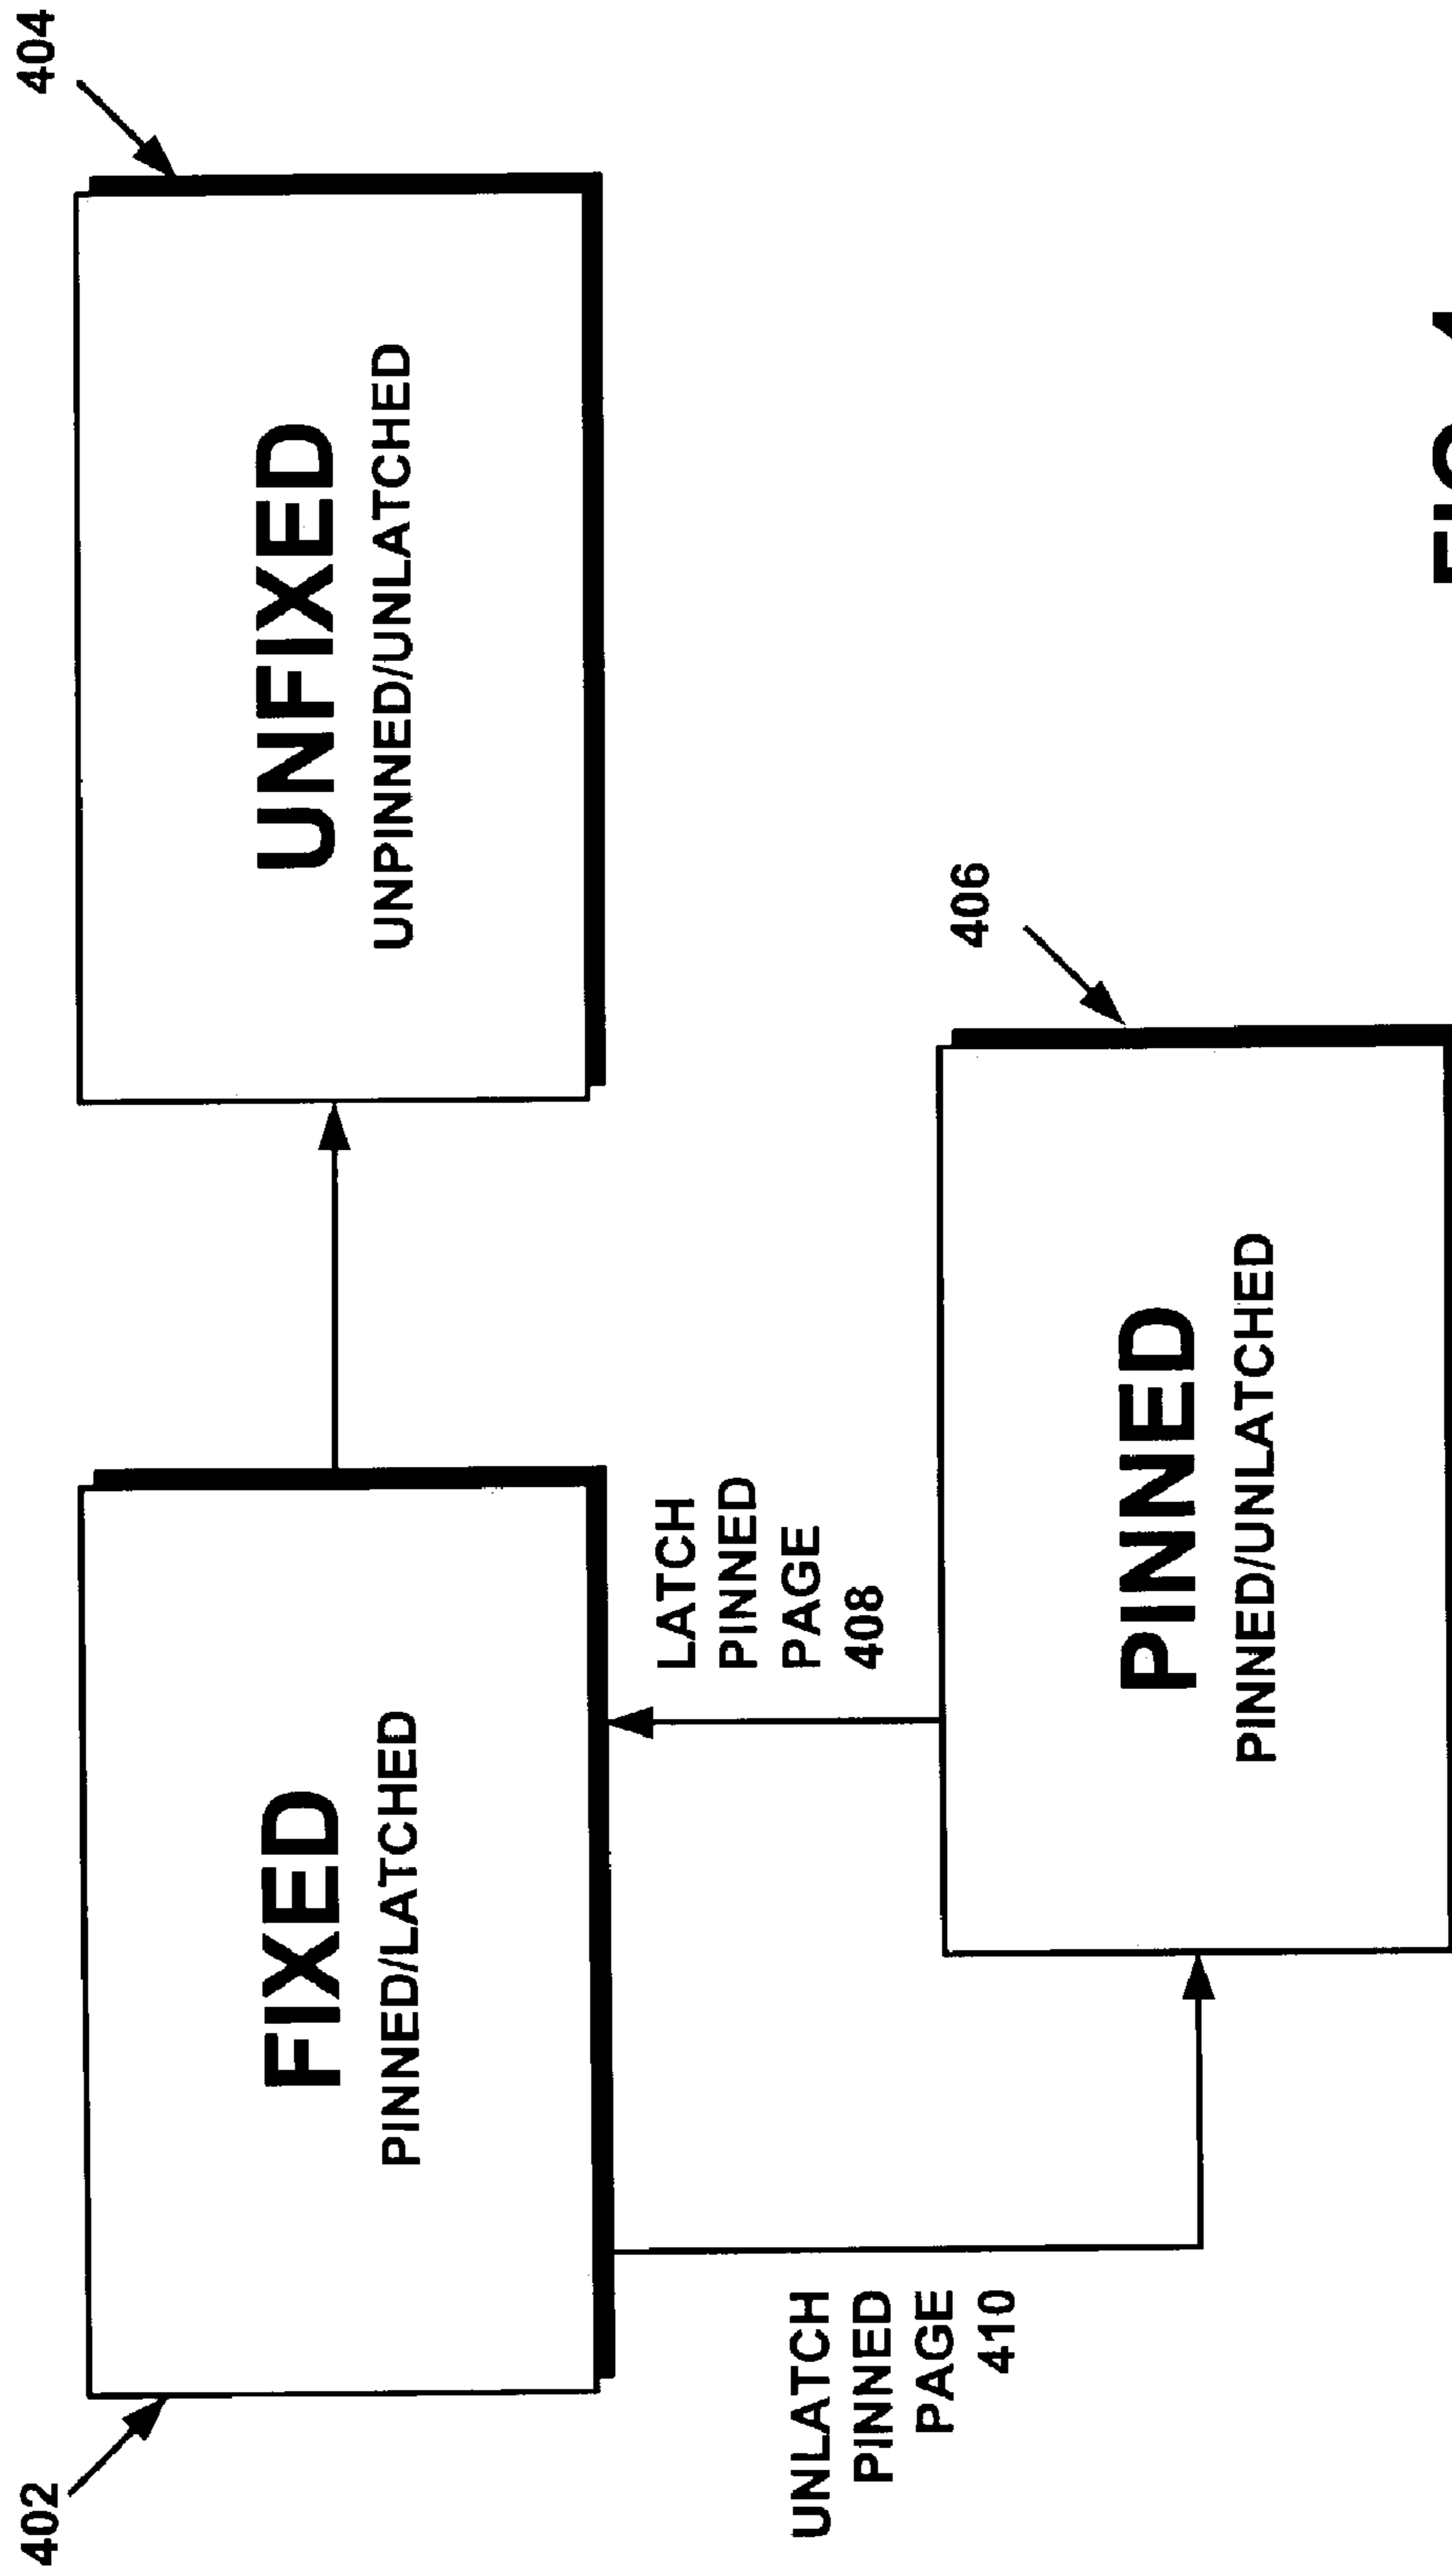 402
404
FIXED
PINNED/LATCHED
UNFIXED
UNPINNED/UNLATCHED
LATCH
PINNED
PAGE
408
UNLATCH
PINNED
PAGE
410
406
PINNED
PINNED/UNLATCHED